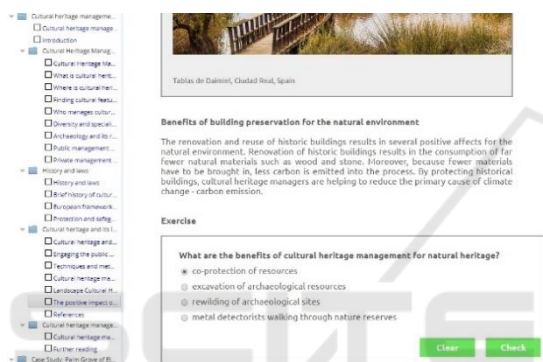 Cultural heritage manageme...
Cultural heritage manage...
Introduction
Cultural Heritage Manag...
Cultural Heritage Ma...
What is cultural herit...
Where is cultural heri...
Finding cultural featu...
Who manages cultur...
Diversity and speciali...
Archaeology and its r...
Public management ...
Private management ...
History and laws
History and laws
Brief history of cultur...
European framework...
Protection and safeg...
Cultural heritage and its i...
Cultural heritage and...
Engaging the public ...
Techniques and met...
Cultural heritage ma...
Landscape Cultural H...
The positive impact o...
References
Cultural heritage manage...
Cultural heritage ma...
Further reading
Case Study: Palm Grove of El...
Tablas de Daimiel, Ciudad Real, Spain
Benefits of building preservation for the natural environment
The renovation and reuse of historic buildings results in several positive affects for the
natural environment. Renovation of historic buildings results in the consumption of far
fewer natural materials such as wood and stone. Moreover, because fewer materials
have to be brought in, less carbon is emitted into the process. By protecting historical
buildings, cultural heritage managers are helping to reduce the primary cause of climate
change - carbon emission.
Exercise
What are the benefits of cultural heritage management for natural heritage?
co-protection of resources
excavation of archaeological resources
rewilding of archaeological sites
metal detectorists walking through nature reserves
Clear
Check